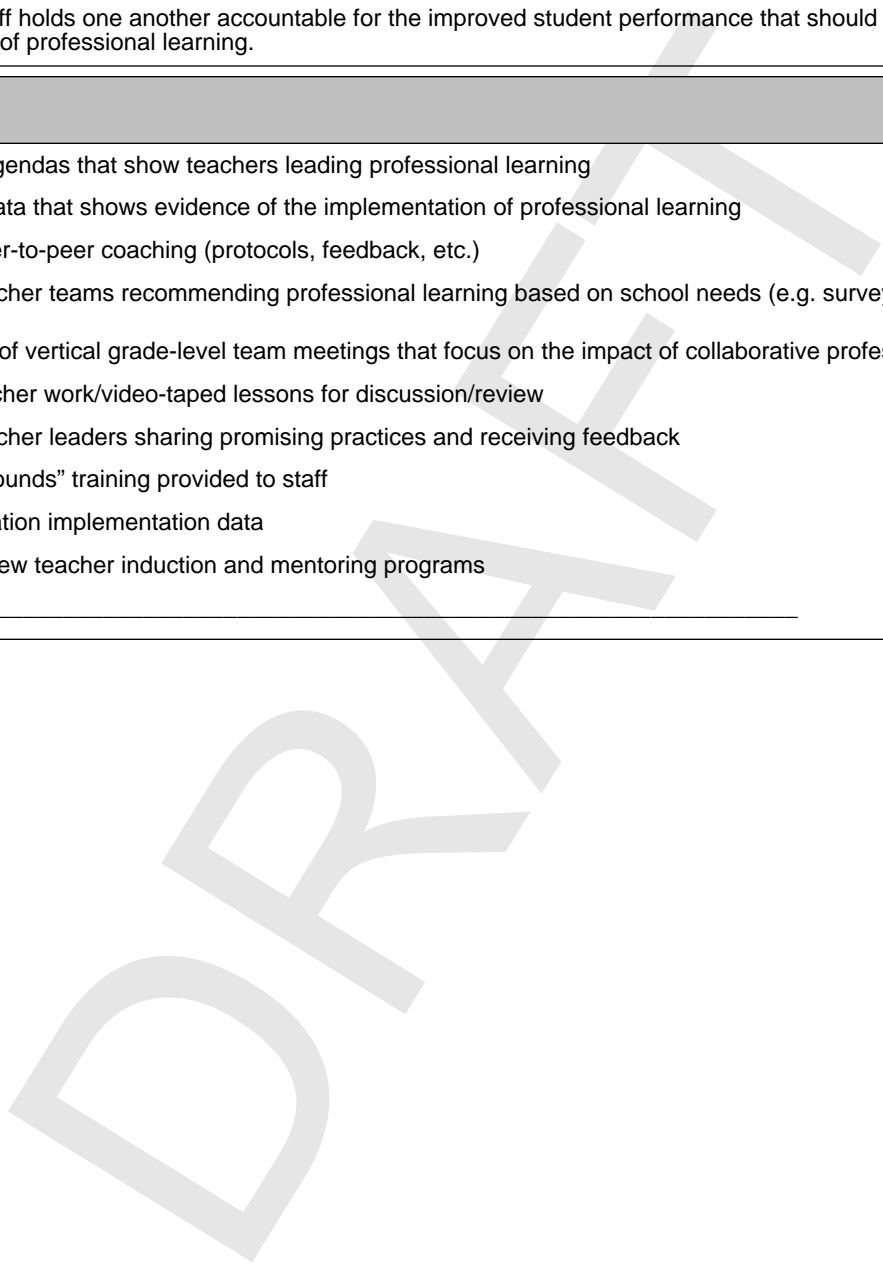 ff holds one another accountable for the improved student performance that should
of professional learning.
gendas that show teachers leading professional learning
ata that shows evidence of the implementation of professional learning
er-to-peer coaching (protocols, feedback, etc.)
cher teams recommending professional learning based on school needs (e.g. surve
of vertical grade-level team meetings that focus on the impact of collaborative profes
cher work/video-taped lessons for discussion/review
cher leaders sharing promising practices and receiving feedback
ounds” training provided to staff
ation implementation data
ew teacher induction and mentoring programs
DRAFT